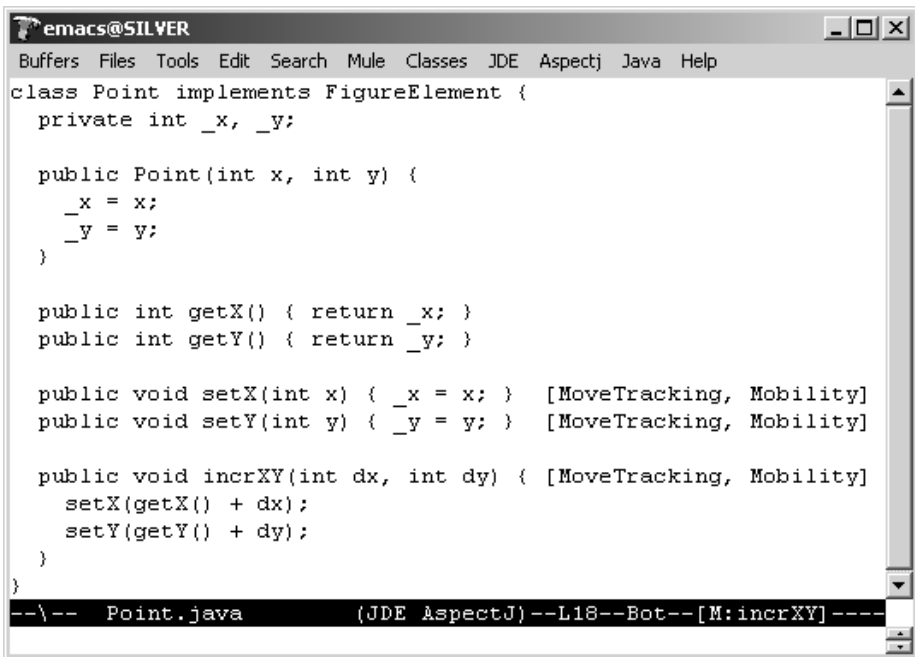 emacs@SILVER
Buffers Files Tools Edit Search Mule Classes JDE Aspectj Java Help
class Point implements FigureElement {
  private int _x, _y;

  public Point(int x, int y) {
    _x = x;
    _y = y;
  }

  public int getX() { return _x; }
  public int getY() { return _y; }

  public void setX(int x) { _x = x; }  [MoveTracking, Mobility]
  public void setY(int y) { _y = y; }  [MoveTracking, Mobility]

  public void incrXY(int dx, int dy) { [MoveTracking, Mobility]
    setX(getX() + dx);
    setY(getY() + dy);
  }
}
--\--  Point.java        (JDE AspectJ)--L18--Bot--[M:incrXY]----